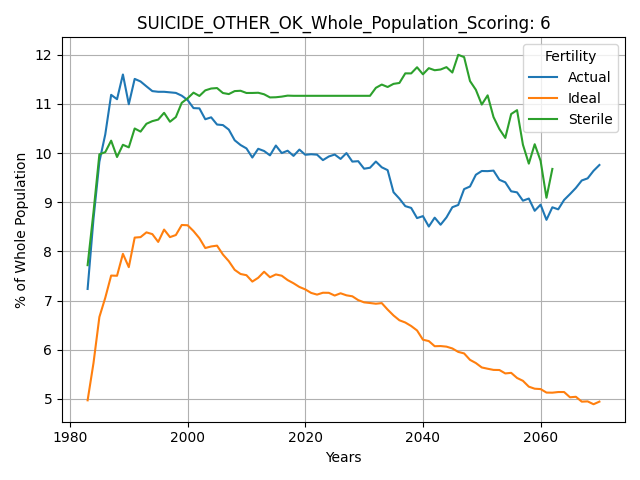 SUICIDE_OTHER_OK_Whole_Population_Scoring: 6
Fertility
Actual
Ideal
Sterile
% of Whole Population
12
11
10
9
8
7
6
5
1980
2000
2020
2040
2060
Years